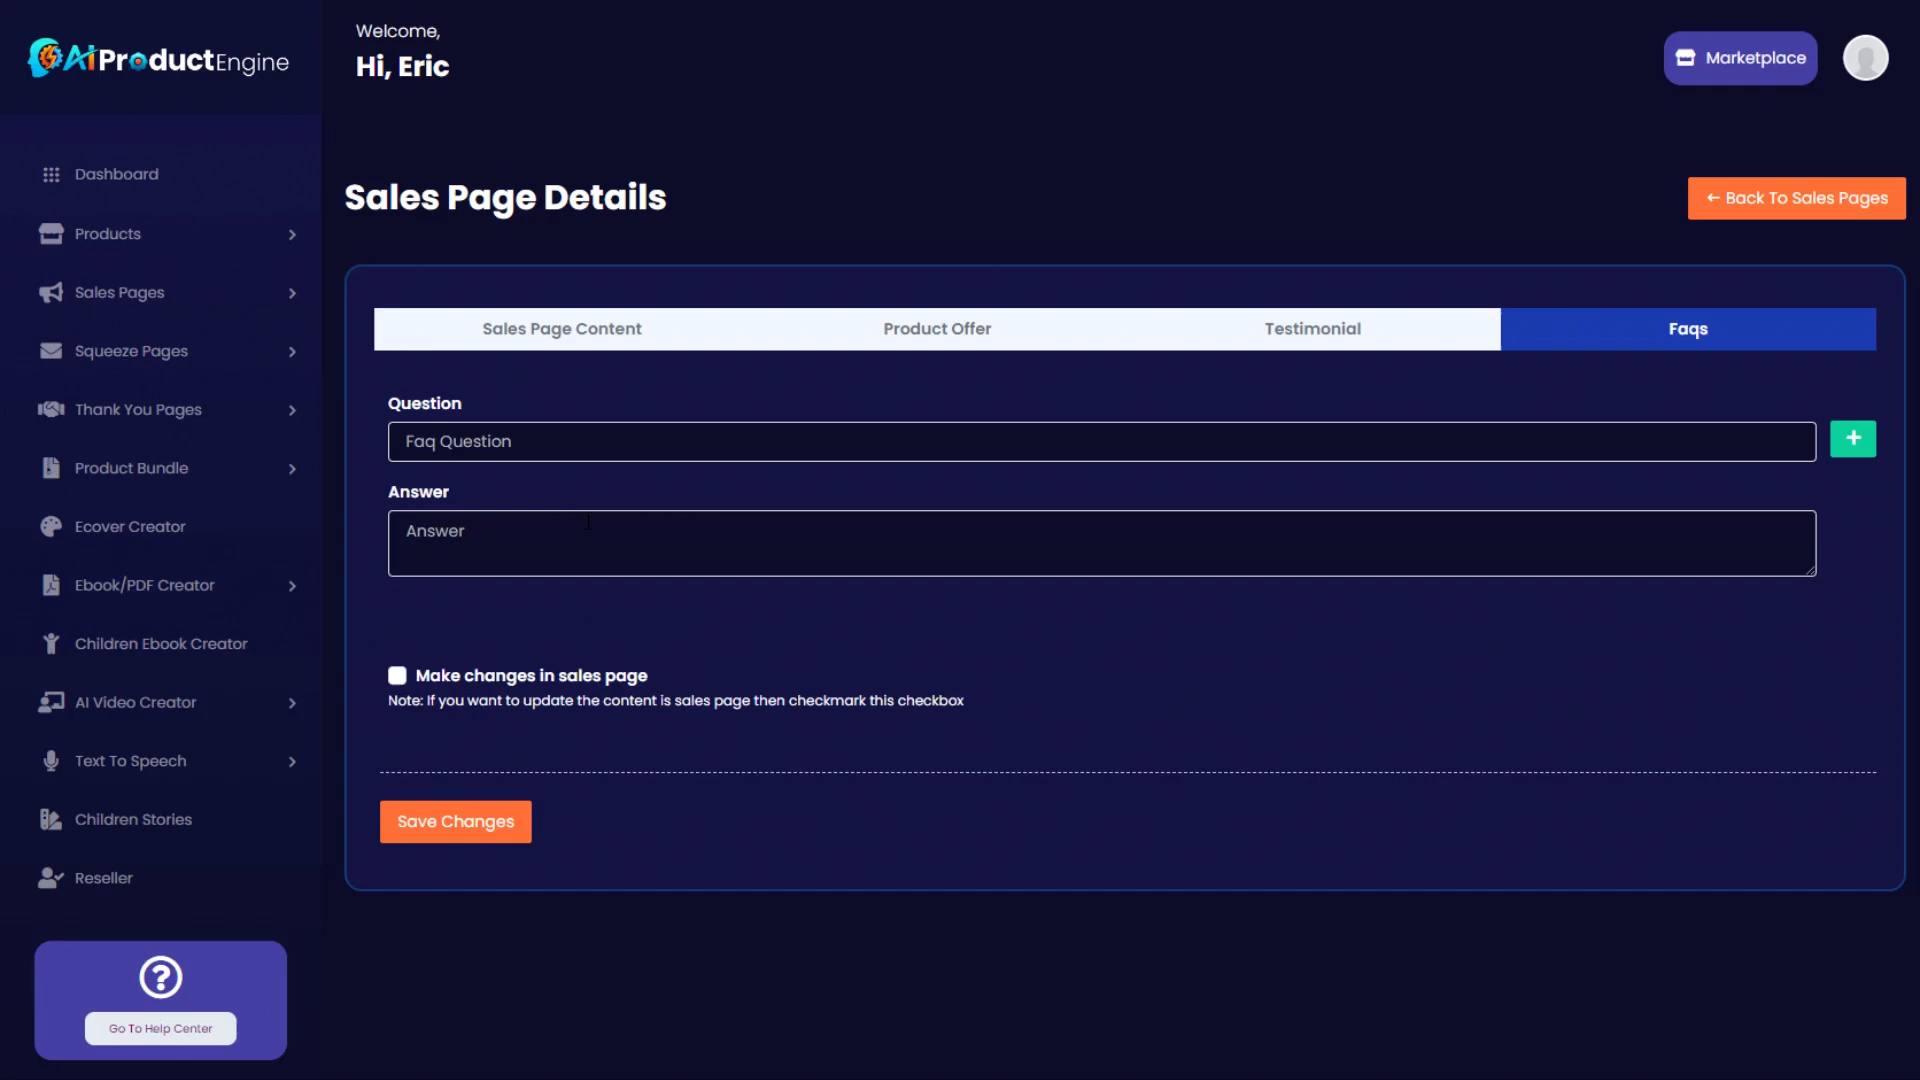 AiProductEngine
Welcome,
Hi, Eric
Marketplace
Dashboard
Products
Sales Pages
Squeeze Pages
Thank You Pages
Product Bundle
Ecover Creator
Ebook/PDF Creator
Children Ebook Creator
AI Video Creator
Text To Speech
Children Stories
Reseller
?
Go To Help Center
Sales Page Details
← Back To Sales Pages
Sales Page Content
Product Offer
Testimonial
Faqs
Question
Faq Question
+
Answer
Answer
Make changes in sales page
Note: If you want to update the content is sales page then checkmark this checkbox
Save Changes